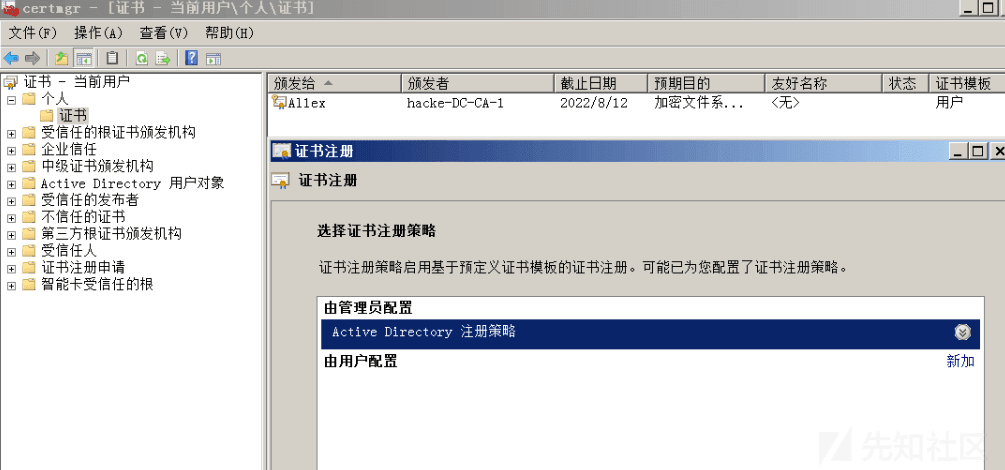 certmgr - [证书 - 当前用户\个人\证书]
文件(F) 操作(A) 查看(V) 帮助(H)
证书 - 当前用户
个人
证书
受信任的根证书颁发机构
企业信任
中级证书颁发机构
Active Directory 用户对象
受信任的发布者
不信任的证书
第三方根证书颁发机构
受信任人
证书注册申请
智能卡受信任的根
颁发给 颁发者 截止日期 预期目的 友好名称 状态 证书模板
Allex hacke-DC-CA-1 2022/8/12 加密文件系... <无> 用户
证书注册
证书注册
选择证书注册策略
证书注册策略启用基于预定义证书模板的证书注册。可能已为您配置了证书注册策略。
由管理员配置
Active Directory 注册策略
由用户配置 新加
先知社区